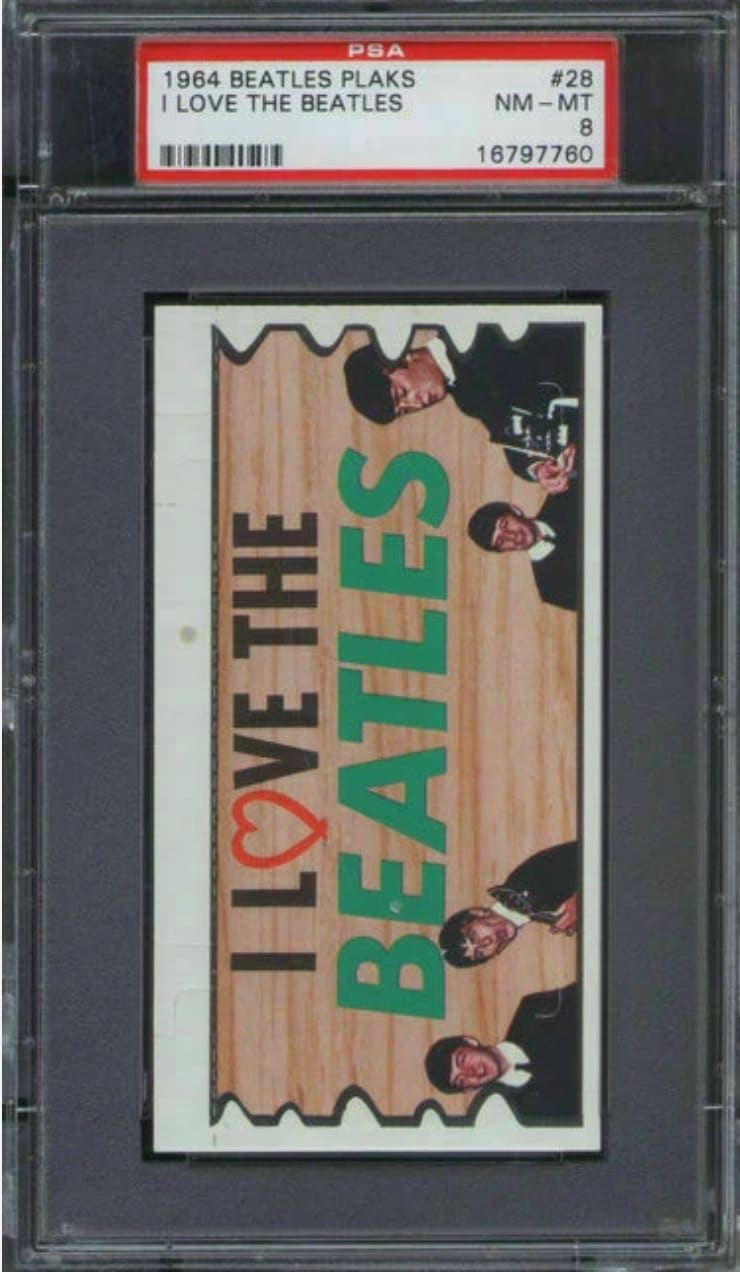 PSA
1964 BEATLES PLAKS #28
I LOVE THE BEATLES NM - MT
8
16797760
I LOVE THE
BEATLES